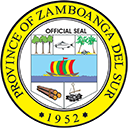 PROVINCE OF ZAMBOANGA DEL SUR
OFFICIAL SEAL
1952